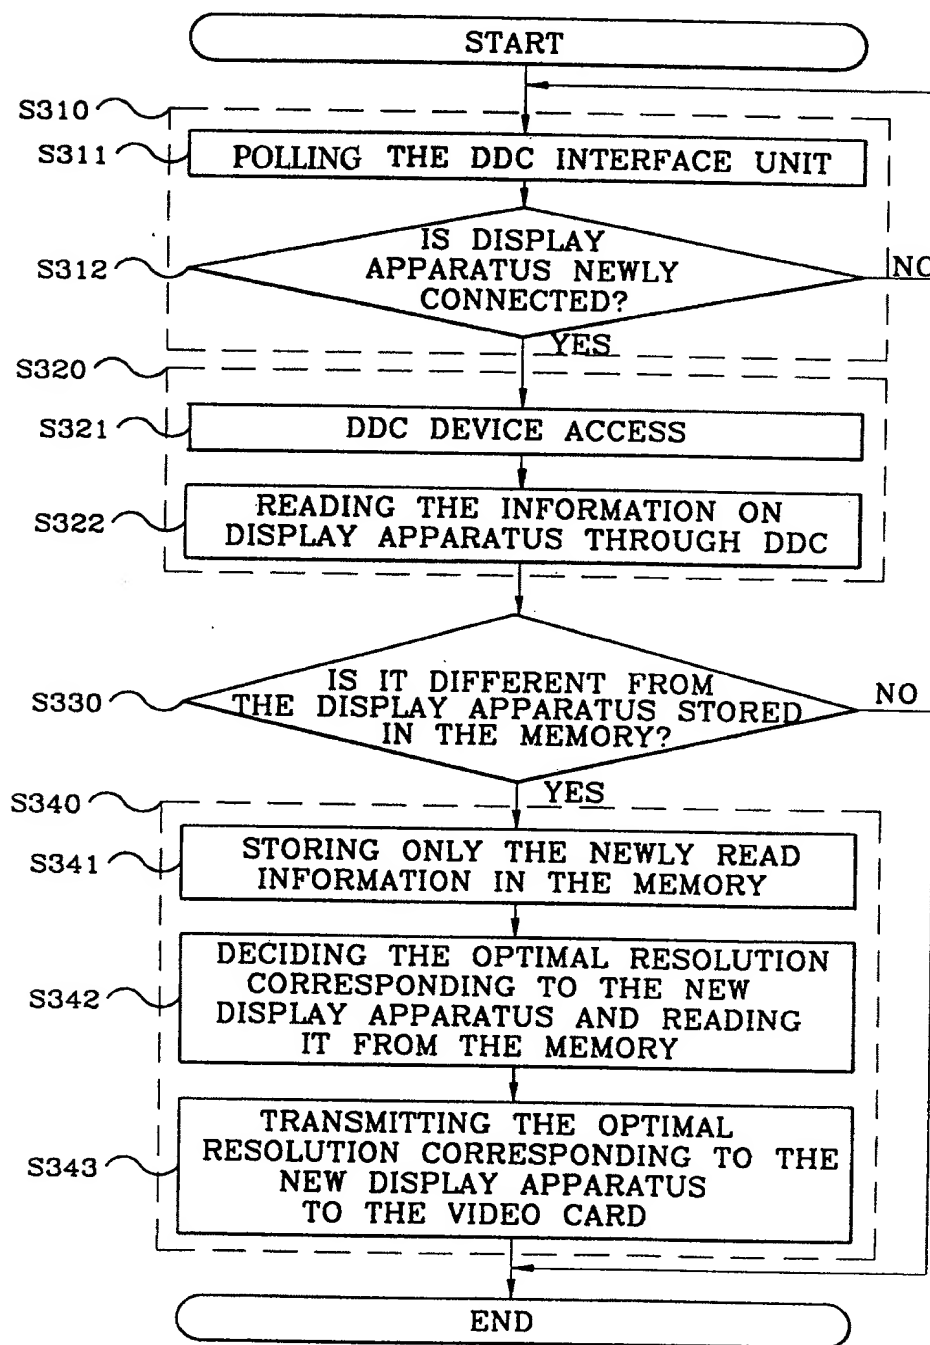 START
S310
S311
POLLING THE DDC INTERFACE UNIT
S312
IS DISPLAY
APPARATUS NEWLY
CONNECTED?
NO
YES
S320
S321
DDC DEVICE ACCESS
S322
READING THE INFORMATION ON
DISPLAY APPARATUS THROUGH DDC
S330
IS IT DIFFERENT FROM
THE DISPLAY APPARATUS STORED
IN THE MEMORY?
NO
YES
S340
S341
STORING ONLY THE NEWLY READ
INFORMATION IN THE MEMORY
S342
DECIDING THE OPTIMAL RESOLUTION
CORRESPONDING TO THE NEW
DISPLAY APPARATUS AND READING
IT FROM THE MEMORY
S343
TRANSMITTING THE OPTIMAL
RESOLUTION CORRESPONDING TO THE
NEW DISPLAY APPARATUS
TO THE VIDEO CARD
END